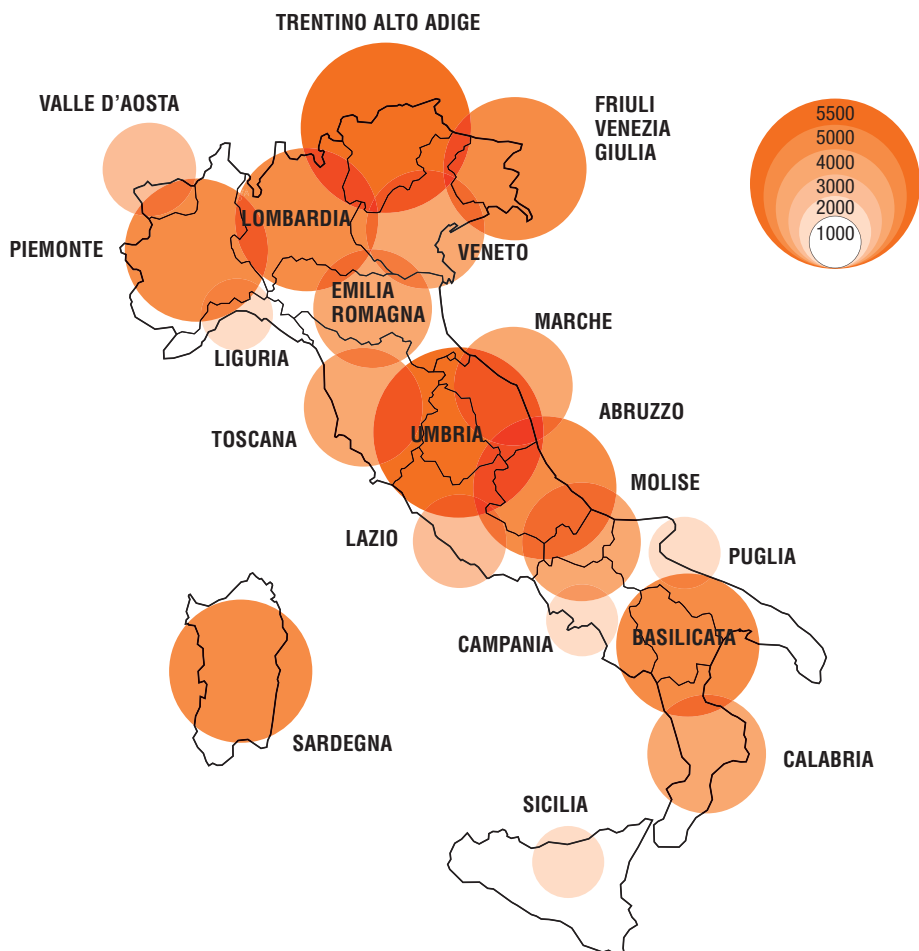 TRENTINO ALTO ADIGE
VALLE D'AOSTA
FRIULI
VENEZIA
GIULIA
5500
5000
4000
3000
2000
1000
LOMBARDIA
PIEMONTE
VENETO
EMILIA
ROMAGNA
MARCHE
LIGURIA
ABRUZZO
TOSCANA
UMBRIA
MOLISE
LAZIO
PUGLIA
CAMPANIA
BASILICATA
SARDEGNA
CALABRIA
SICILIA